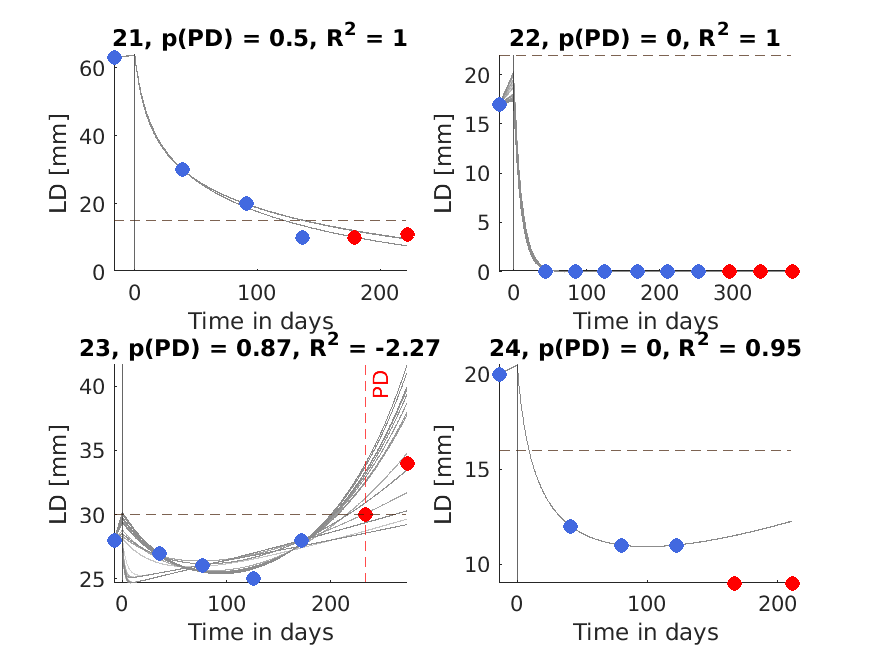 21, p(PD) = 0.5, R² = 1
60
40
20
0
LD [mm]
0
100
200
Time in days
22, p(PD) = 0, R² = 1
20
15
10
5
0
LD [mm]
0
100
200
300
Time in days
23, p(PD) = 0.87, R² = -2.27
40
35
30
25
LD [mm]
PD
0
100
200
Time in days
24, p(PD) = 0, R² = 0.95
20
15
10
LD [mm]
0
100
200
Time in days